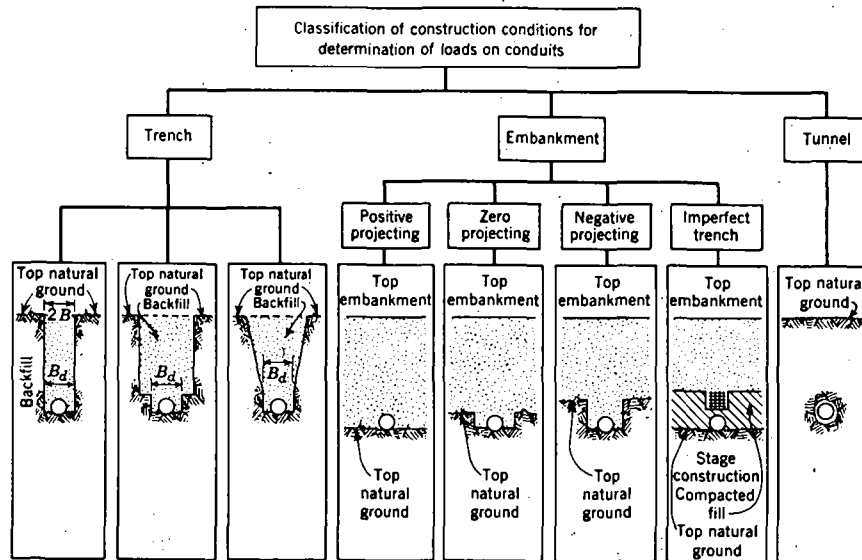 Classification of construction conditions for
determination of loads on conduits
Trench
Embankment
Tunnel
Positive
projecting
Zero
projecting
Negative
projecting
Imperfect
trench
Top natural
ground
2B
Backfill
B_d
Top natural
ground
Backfill
B_d
Top natural
ground
Backfill
B_d
Top
embankment
Top
natural
ground
Top
embankment
Top
natural
ground
Top
embankment
Top
natural
ground
Top
embankment
Stage
construction
Compacted
fill
Top natural
ground
Top natural
ground